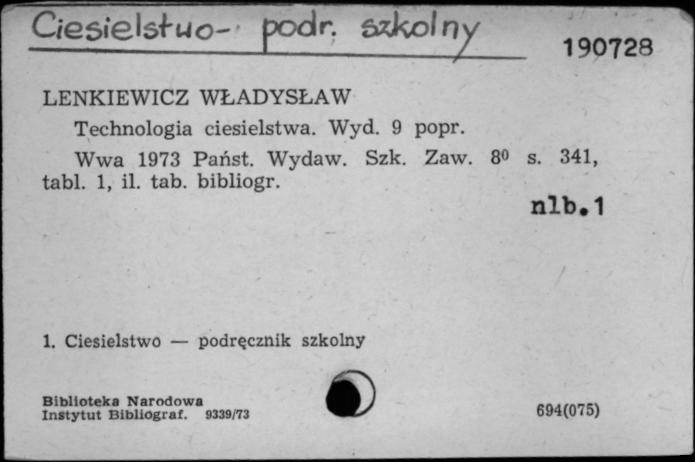 Ciesielstwo - podr. szkolny
190728
LENKIEWICZ WŁADYSŁAW
Technologia ciesielstwa. Wyd. 9 popr.
Wwa 1973 Państ. Wydaw. Szk. Zaw. 8⁰ s. 341,
tabl. 1, il. tab. bibliogr.
nlb.1
1. Ciesielstwo — podręcznik szkolny
Biblioteka Narodowa
Instytut Bibliograf. 9339/73
694(075)